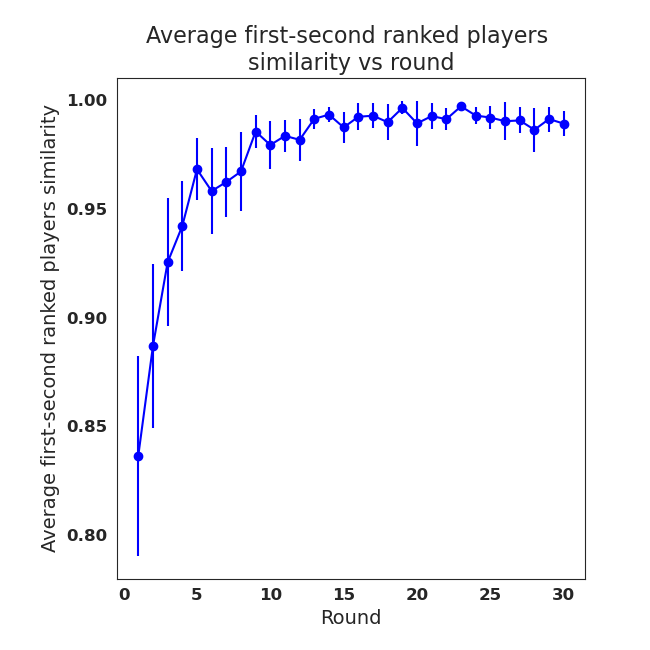 Average first-second ranked players
similarity vs round
Average first-second ranked players similarity
1.00
0.95
0.90
0.85
0.80
0 5 10 15 20 25 30
Round